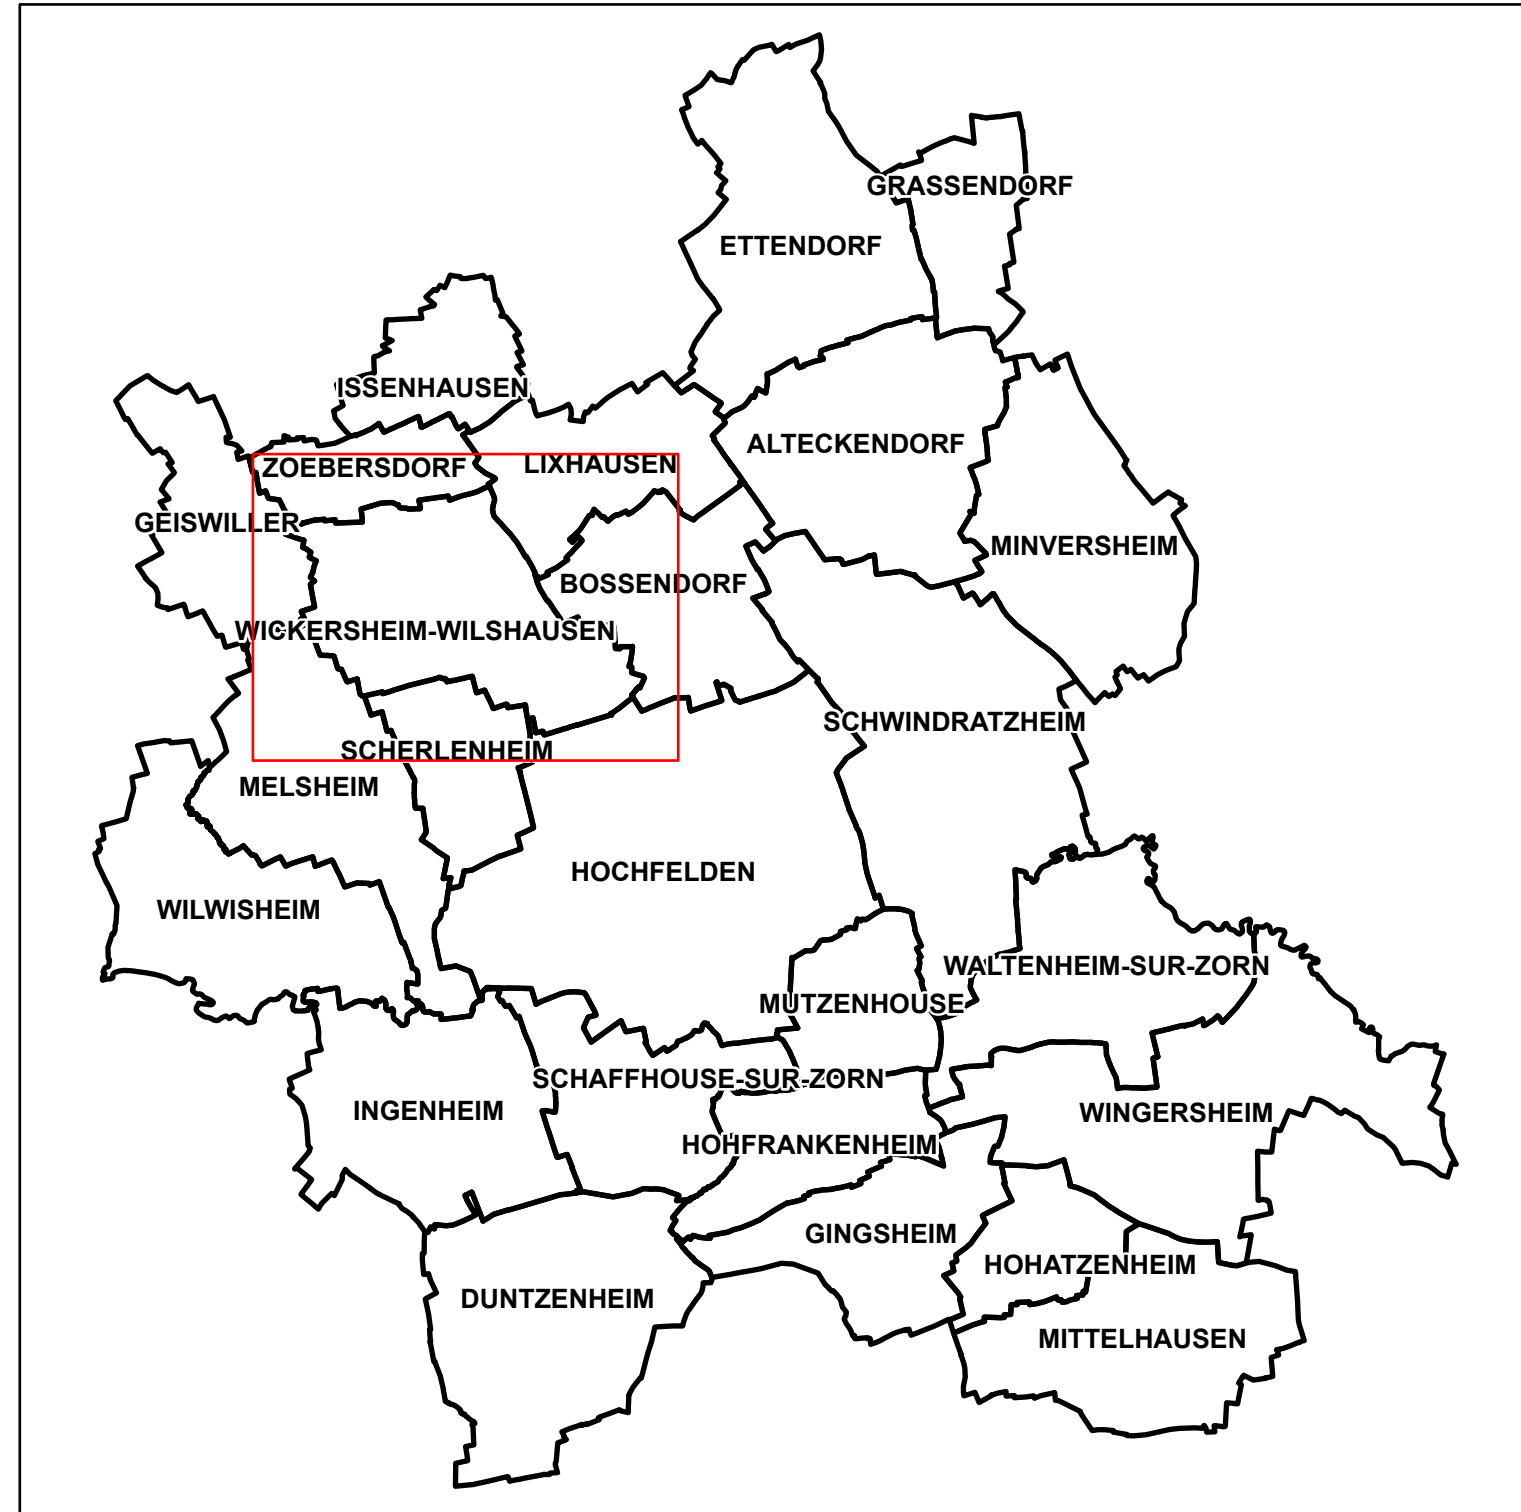 GRASSENDORF
ETTENDORF
ISSENHAUSEN
ALTECKENDORF
LIXHAUSEN
ZOEBERSDORF
GEISWILLER
MINVERSHEIM
BOSSENDORF
WICKERSHEIM-WILSHAUSEN
SCHWINDRATZHEIM
SCHERLENHEIM
MELSHEIM
HOCHFELDEN
WILWISHEIM
WALTENHEIM-SUR-ZORN
MUTZENHOUSE
SCHAFFHOUSE-SUR-ZORN
INGENHEIM
WINGERSHEIM
HOHFRANKENHEIM
GINGSHEIM
HOHATZENHEIM
DUNTZENHEIM
MITTELHAUSEN